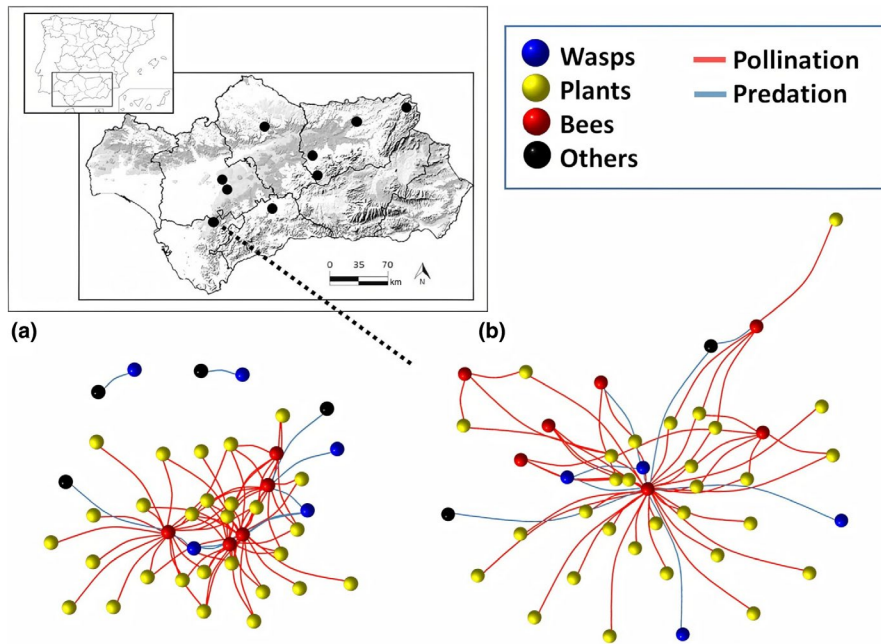 Wasps
Plants
Bees
Others
Pollination
Predation
0 35 70
km
N
(a)
(b)